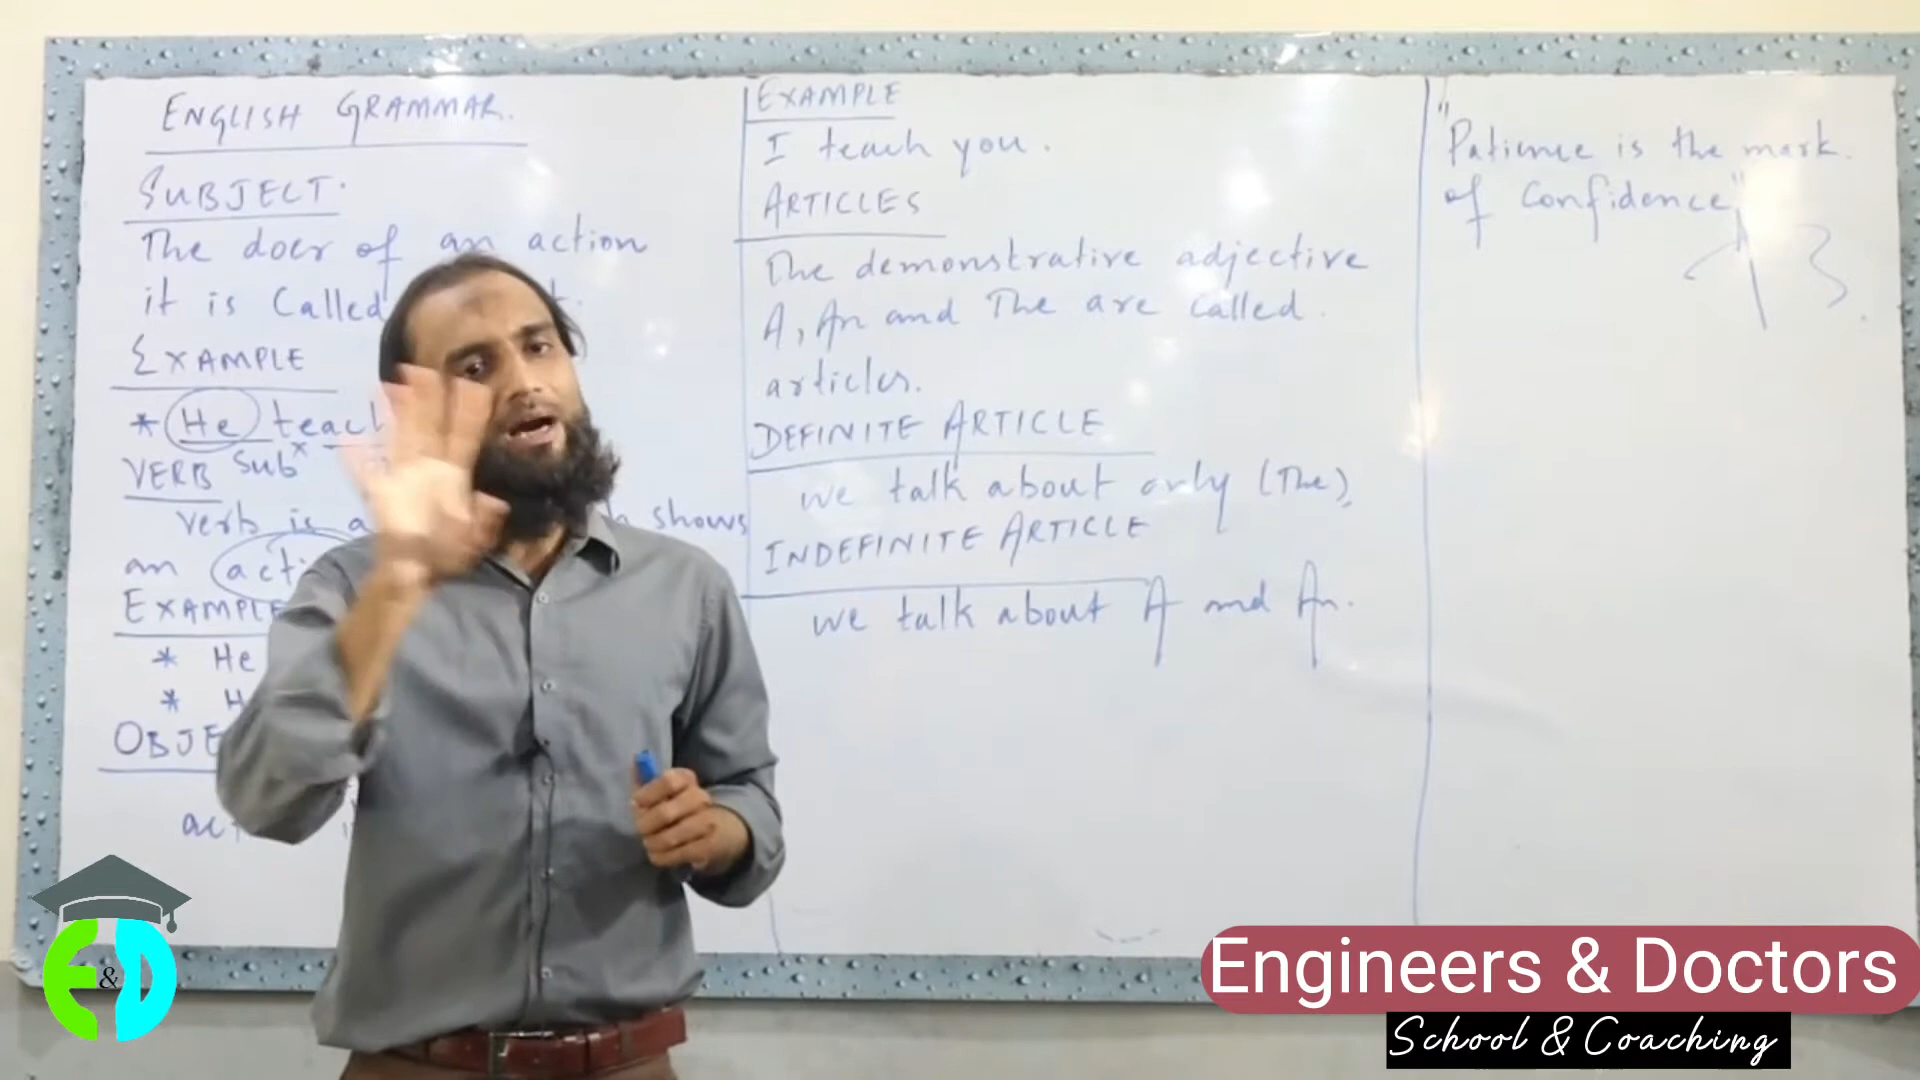 ENGLISH GRAMMAR.
SUBJECT.
The doer of an action
it is Called
EXAMPLE
* He teach
Sub
VERB
verb is a shows
an acti
EXAMPLE
* He
* H
OBJE
act
EXAMPLE
I teach you.
ARTICLES
The demonstrative adjective
A, An and The are called.
articles.
DEFINITE ARTICLE
we talk about only (The).
INDEFINITE ARTICLE
we talk about A and An.
"Patience is the mark.
of Confidence"
E&D
Engineers & Doctors
School & Coaching